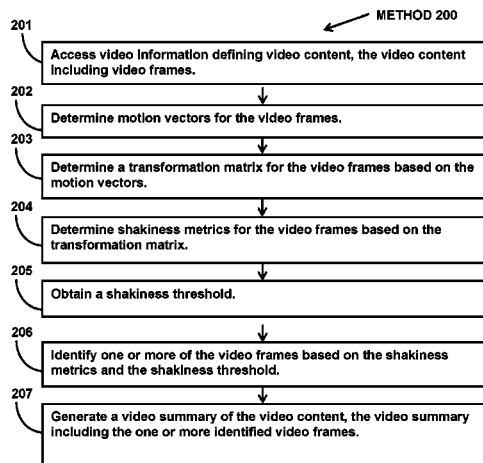 METHOD 200
201
Access video Information defining video content, the video content
Including video frames.
202
Determine motion vectors for the video frames.
203
Determine a transformation matrix for the video frames based on the
motion vectors.
204
Determine shakiness metrics for the video frames based on the
transformation matrix.
205
Obtain a shakiness threshold.
206
Identify one or more of the video frames based on the shakiness
metrics and the shakiness threshold.
207
Generate a video summary of the video content, the video summary
including the one or more identified video frames.